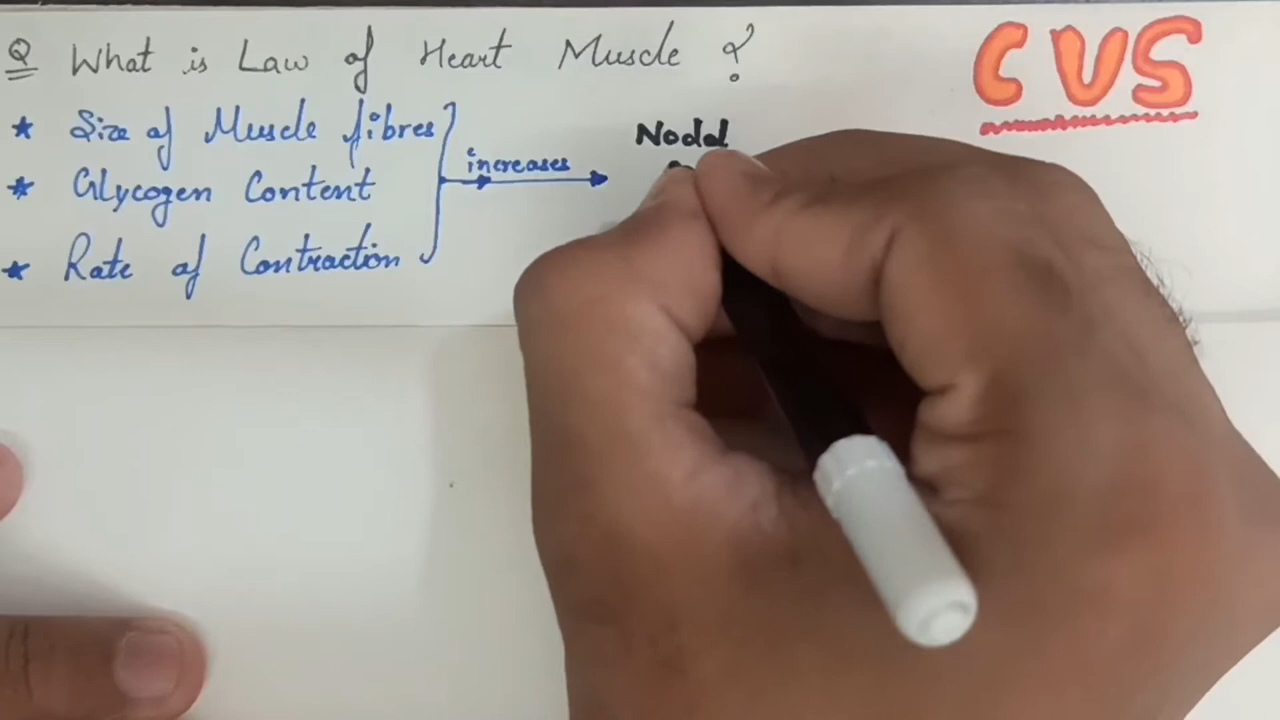 Q What is Law of Heart Muscle ?
CVS
* Size of Muscle fibres
* Glycogen Content
* Rate of Contraction
increases
Nodal